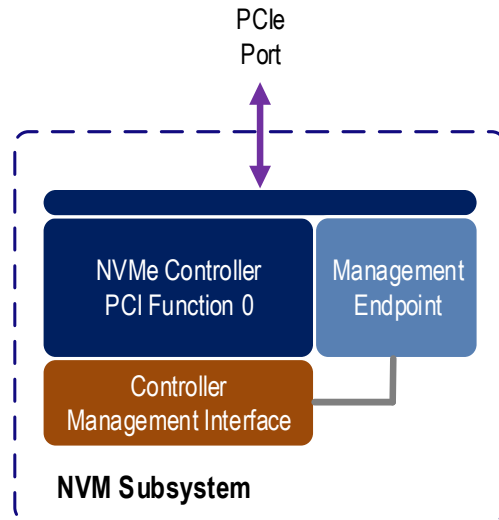 PCIe
Port
NVMe Controller
PCI Function 0
Management
Endpoint
Controller
Management Interface
NVM Subsystem